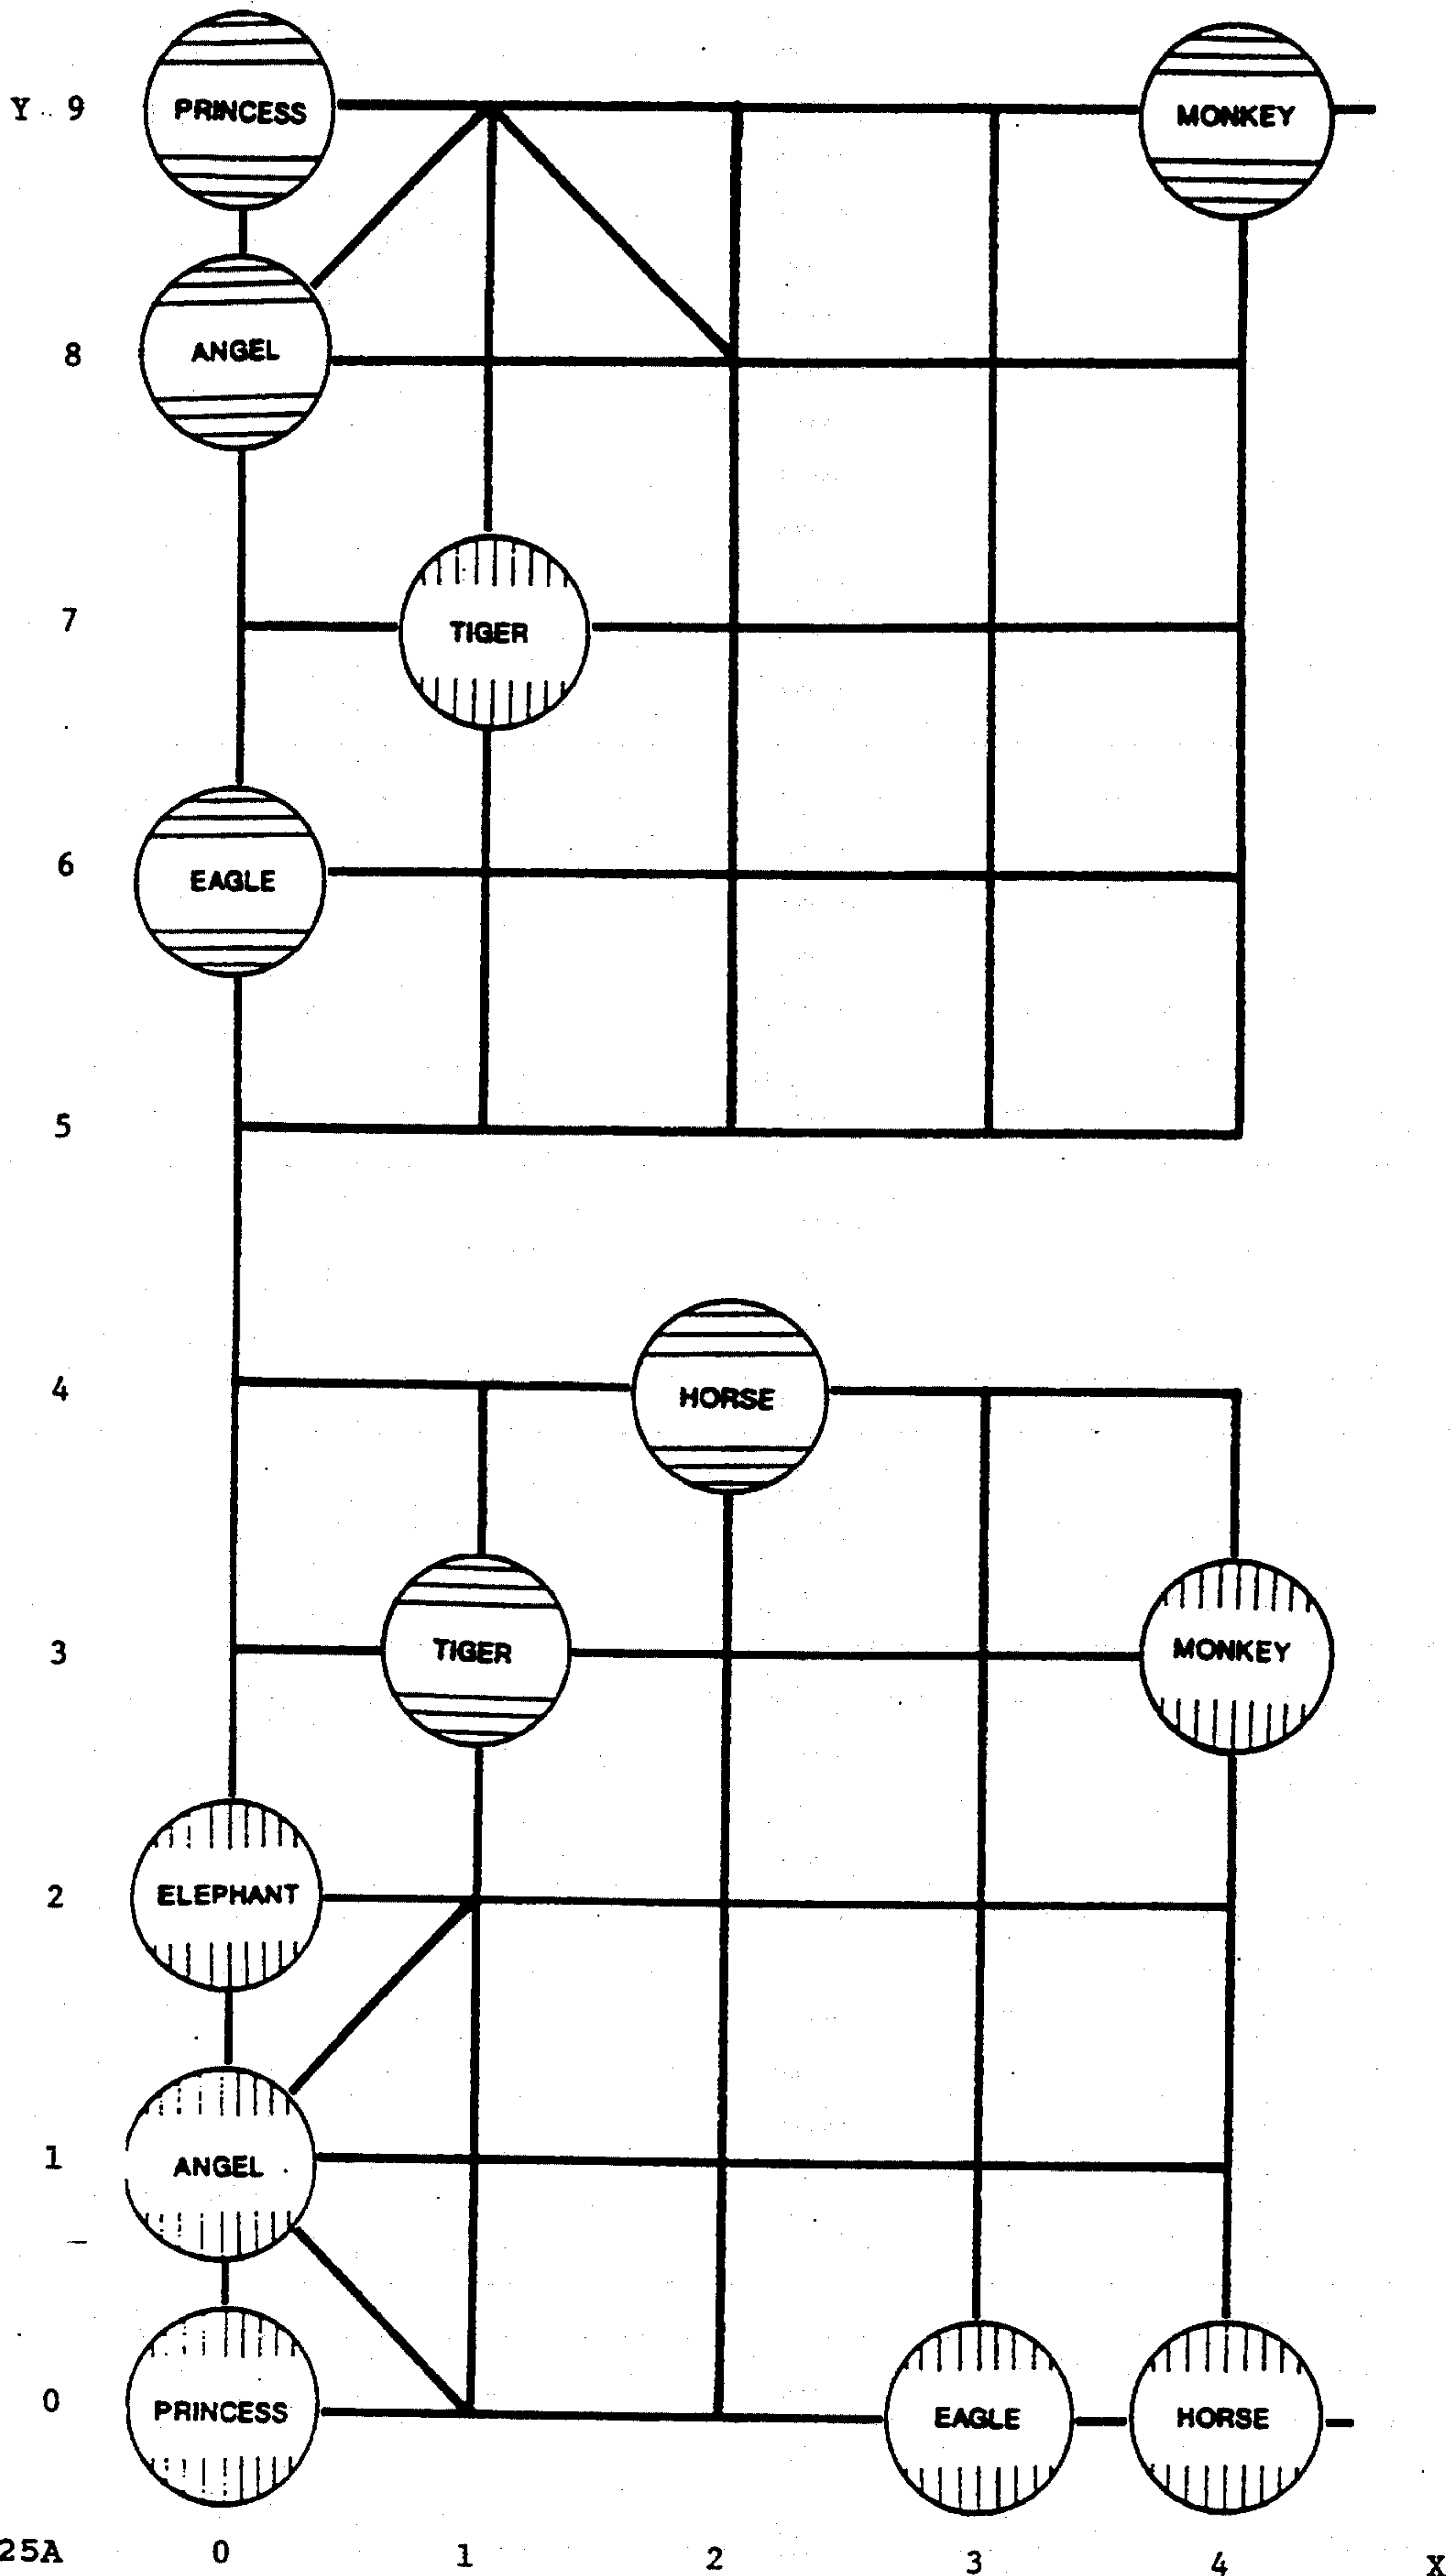 Y 9 PRINCESS MONKEY
8 ANGEL
7 TIGER
6 EAGLE
5
4 HORSE
3 TIGER MONKEY
2 ELEPHANT
1 ANGEL
0 PRINCESS EAGLE HORSE
25A 0 1 2 3 4 X